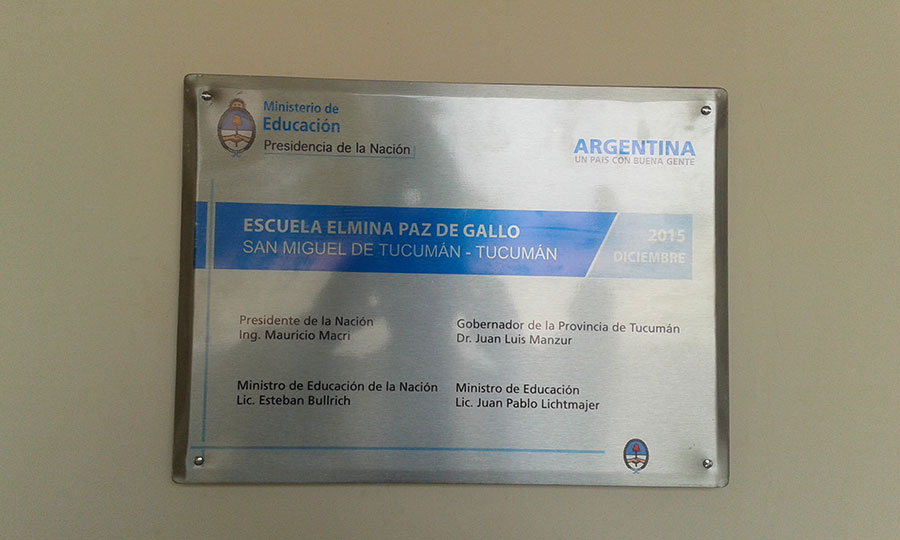 Ministerio de
Educación
Presidencia de la Nación
ARGENTINA
UN PAIS CON BUENA GENTE
ESCUELA ELMINA PAZ DE GALLO
SAN MIGUEL DE TUCUMÁN - TUCUMÁN
2015
DICIEMBRE
Presidente de la Nación
Ing. Mauricio Macri
Gobernador de la Provincia de Tucumán
Dr. Juan Luis Manzur
Ministro de Educación de la Nación
Lic. Esteban Bullrich
Ministro de Educación
Lic. Juan Pablo Lichtmajer